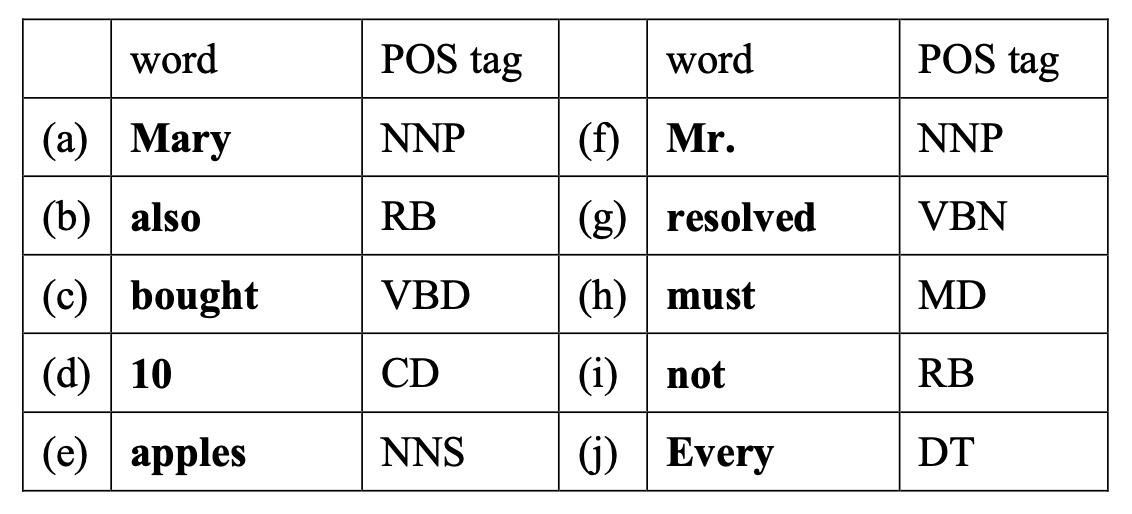 word POS tag word POS tag
(a) Mary NNP (f) Mr. NNP
(b) also RB (g) resolved VBN
(c) bought VBD (h) must MD
(d) 10 CD (i) not RB
(e) apples NNS (j) Every DT